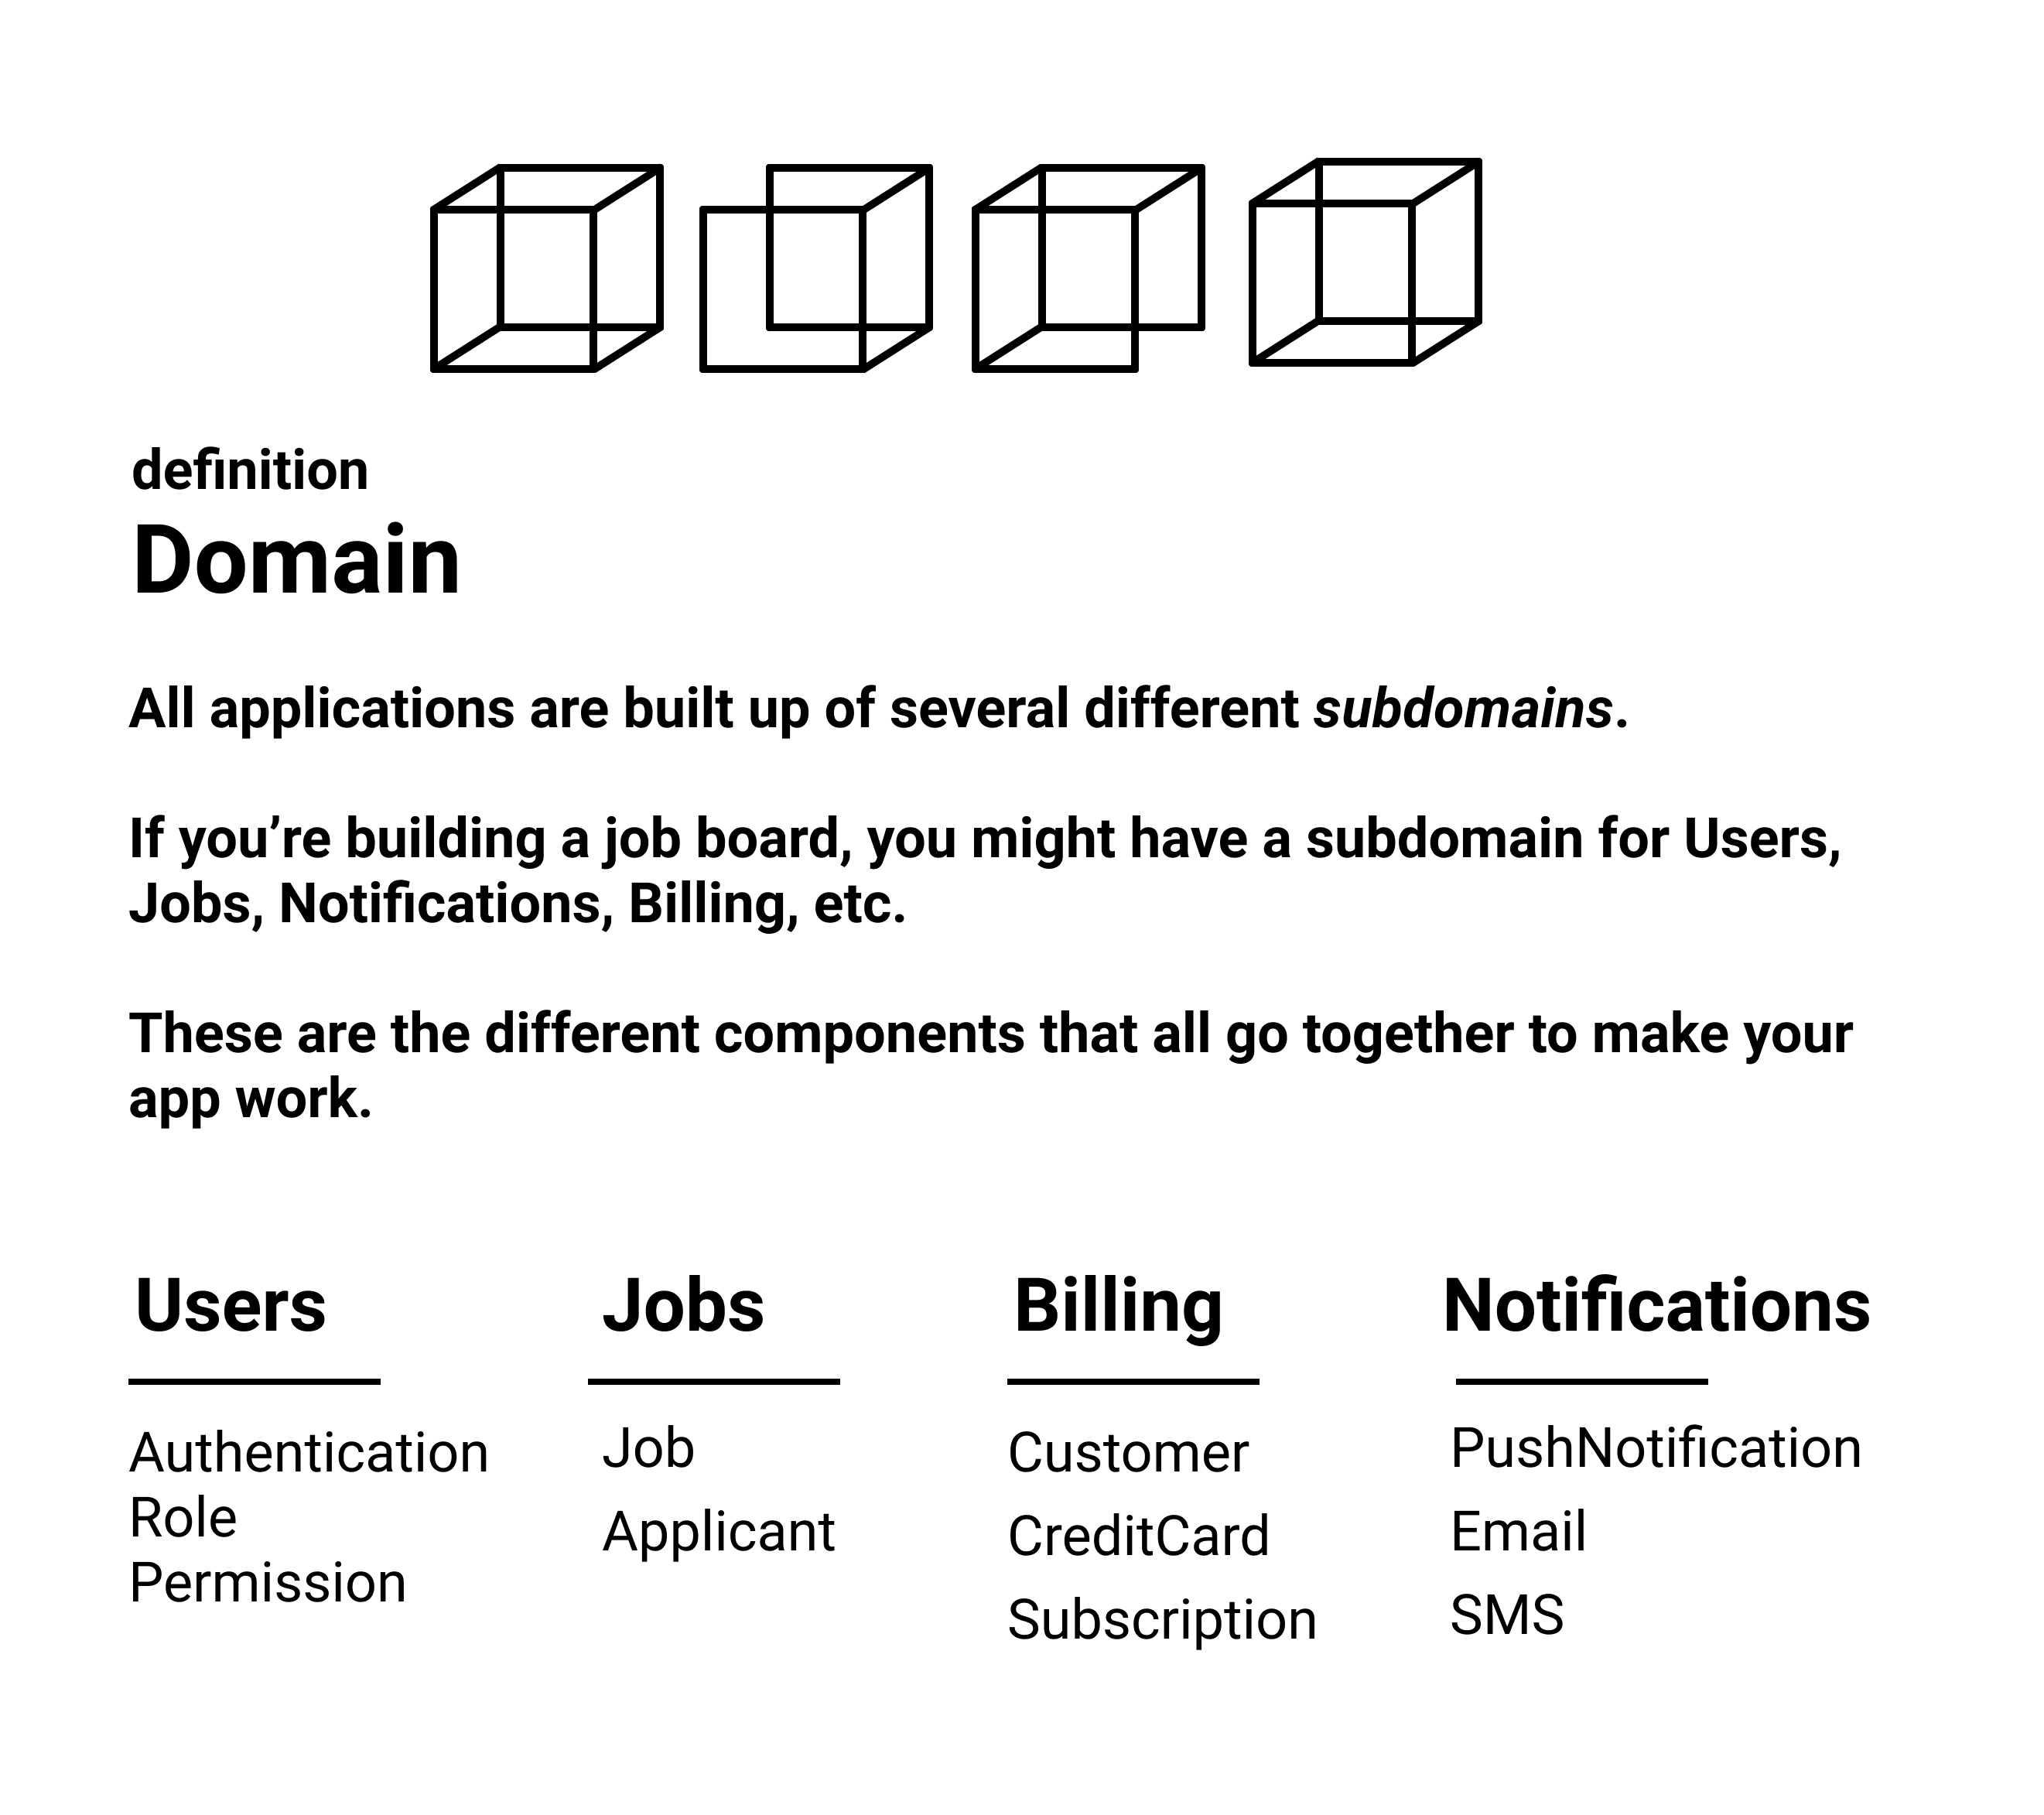 definition
Domain
All applications are built up of several different subdomains.
If you’re building a job board, you might have a subdomain for Users,
Jobs, Notifications, Billing, etc.
These are the different components that all go together to make your
app work.
Users
Authentication
Role
Permission
Jobs
Job
Applicant
Billing
Customer
CreditCard
Subscription
Notifications
PushNotification
Email
SMS